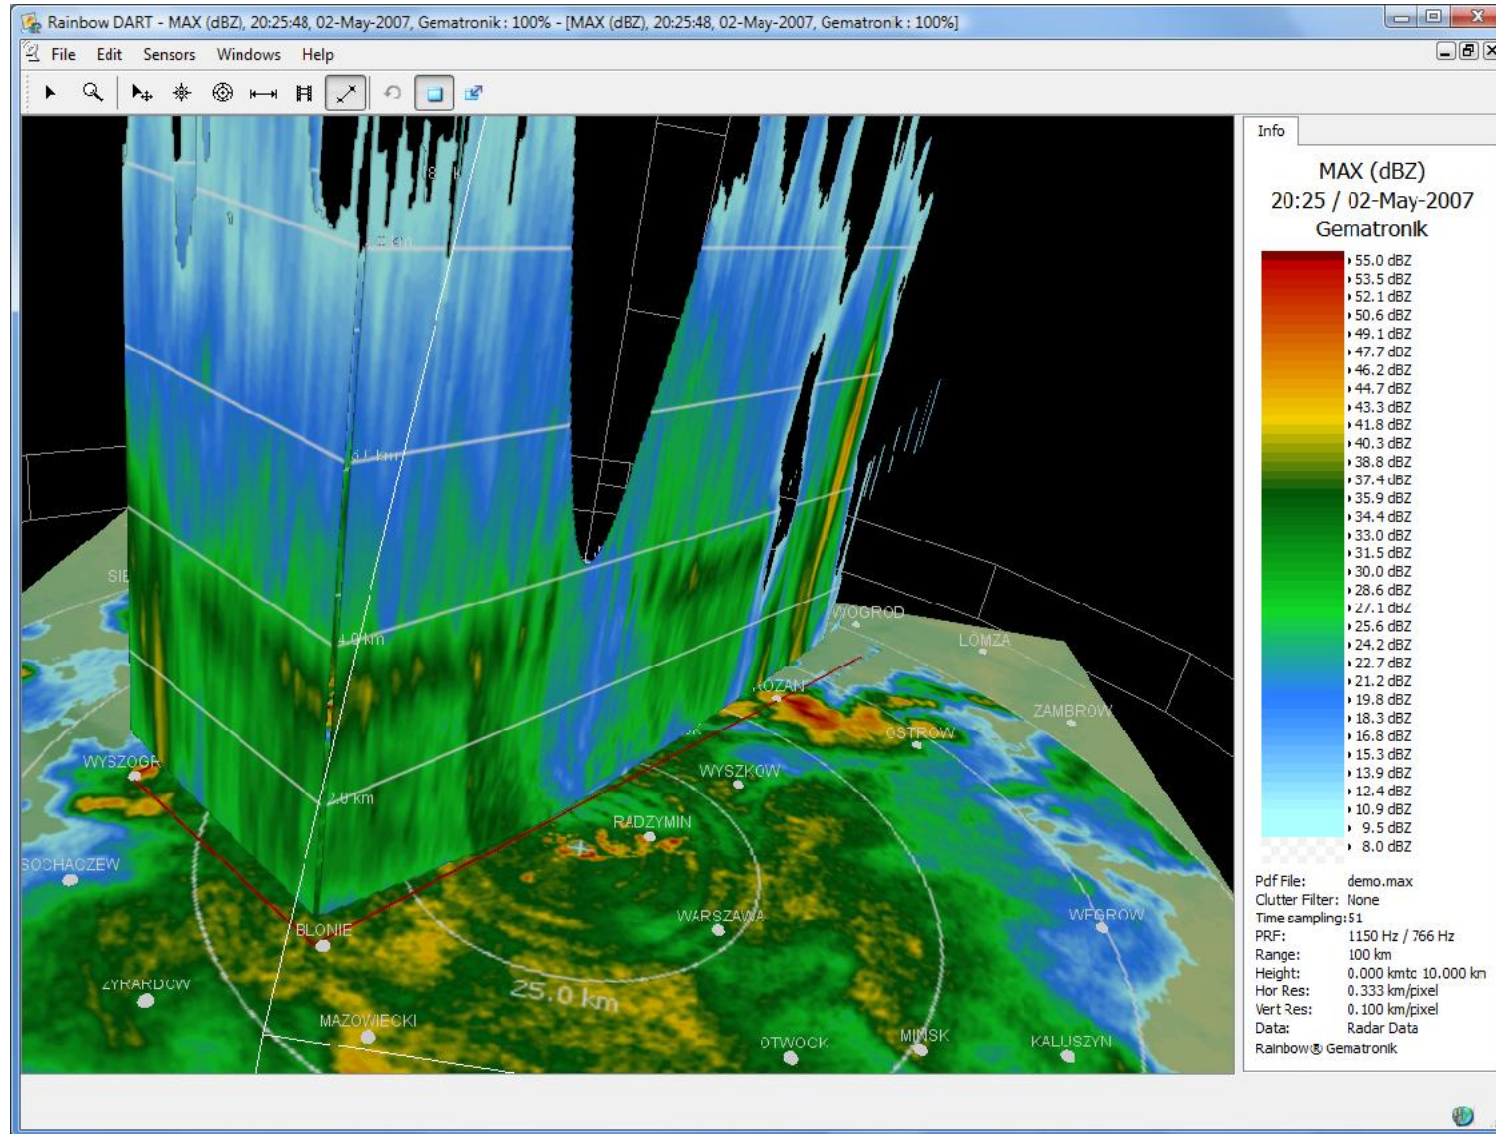 Rainbow DART - MAX (dBZ), 20:25:48, 02-May-2007, Gematronik : 100% - [MAX (dBZ), 20:25:48, 02-May-2007, Gematronik : 100%]
File Edit Sensors Windows Help
Info
MAX (dBZ)
20:25 / 02-May-2007
Gematronik
55.0 dBZ
53.5 dBZ
52.1 dBZ
50.6 dBZ
49.1 dBZ
47.7 dBZ
46.2 dBZ
44.7 dBZ
43.3 dBZ
41.8 dBZ
40.3 dBZ
38.8 dBZ
37.4 dBZ
35.9 dBZ
34.4 dBZ
33.0 dBZ
31.5 dBZ
30.0 dBZ
28.6 dBZ
27.1 dBZ
25.6 dBZ
24.2 dBZ
22.7 dBZ
21.2 dBZ
19.8 dBZ
18.3 dBZ
16.8 dBZ
15.3 dBZ
13.9 dBZ
12.4 dBZ
10.9 dBZ
9.5 dBZ
8.0 dBZ
Pdf File: demo.max
Clutter Filter: None
Time sampling: 51
PRF: 1150 Hz / 766 Hz
Range: 100 km
Height: 0.000 km to 10.000 km
Hor Res: 0.333 km/pixel
Vert Res: 0.100 km/pixel
Data: Radar Data
Rainbow® Gematronik
4.0 km
2.0 km
WOGROD
LOMZA
ROZAN
ZAMBROW
OSTROW
WYSZOGR
WYSZKOW
RADZYMIN
SOCHACZEW
WARSZAWA
WEGROW
BLONIE
ZYRARDOW
25.0 km
MAZOWIECKI
OTWOCK
MINSK
KALUSZYN